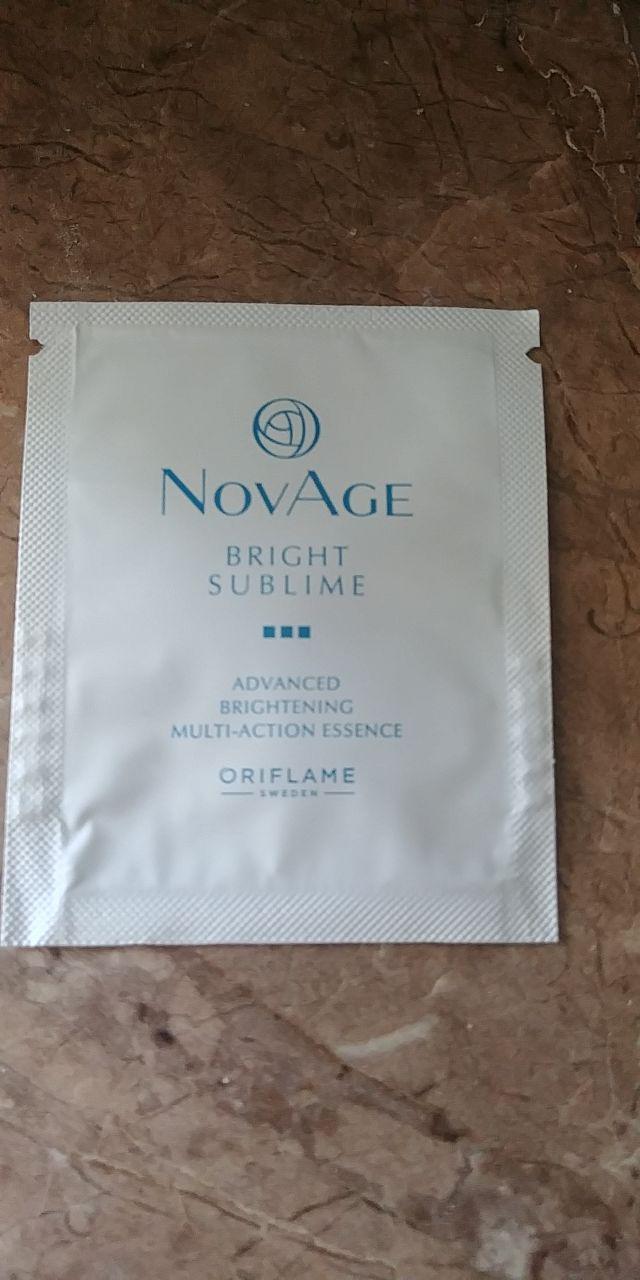 NOVAGE
BRIGHT
SUBLIME
ADVANCED
BRIGHTENING
MULTI-ACTION ESSENCE
ORIFLAME
SWEDEN